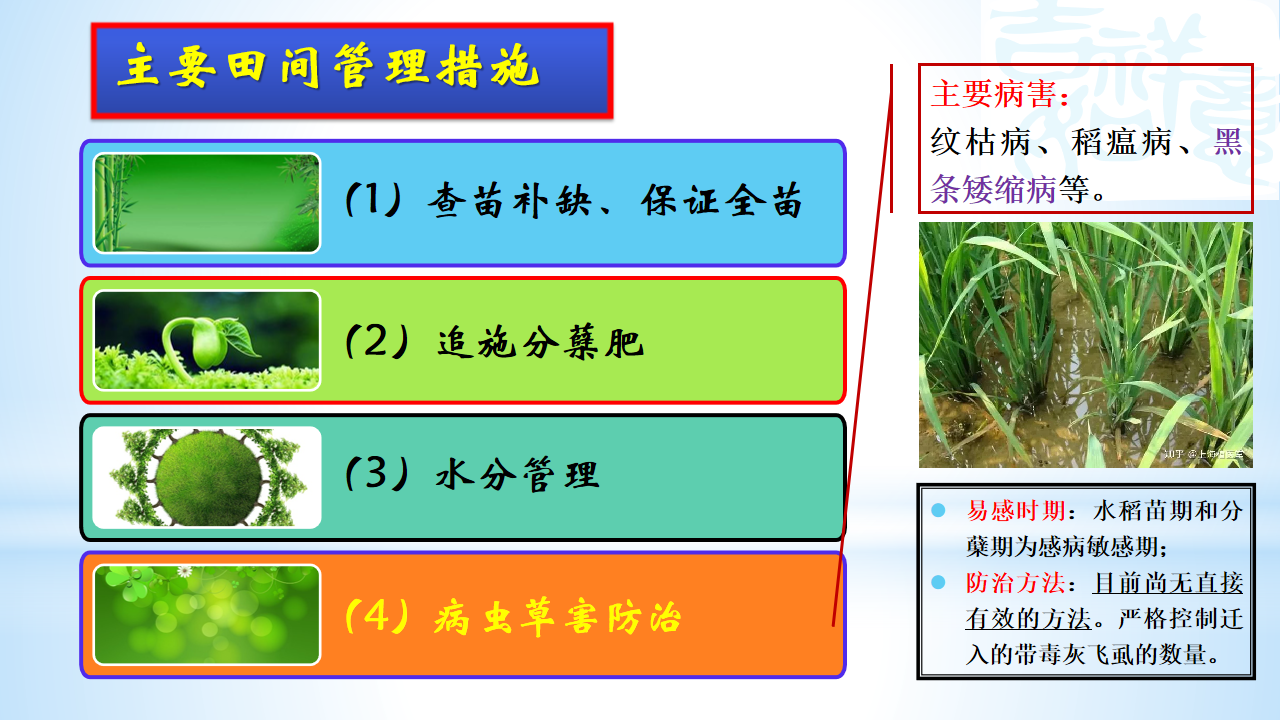 主要田间管理措施
（1）查苗补缺、保证全苗
（2）追施分蘖肥
（3）水分管理
（4）病虫草害防治
主要病害：
纹枯病、稻瘟病、黑
条矮缩病等。
易感时期：水稻苗期和分
蘖期为感病敏感期；
防治方法：目前尚无直接
有效的方法。严格控制迁
入的带毒灰飞虱的数量。